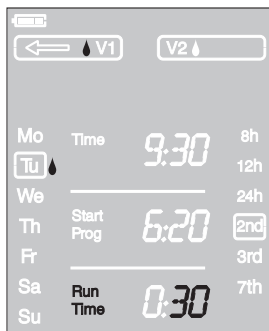 V1 V2
Mo Time 9:30 8h
Tu 12h
We 24h
Th Start Prog 6:20 2nd
Fr 3rd
Sa Run Time 0:30 7th
Su